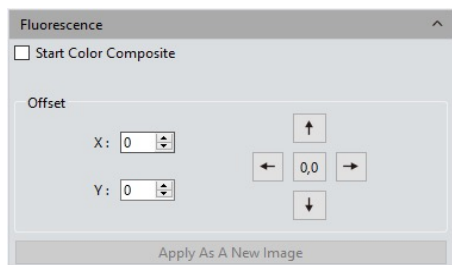 Fluorescence
Start Color Composite
Offset
X: 0
0,0
Y: 0
Apply As A New Image